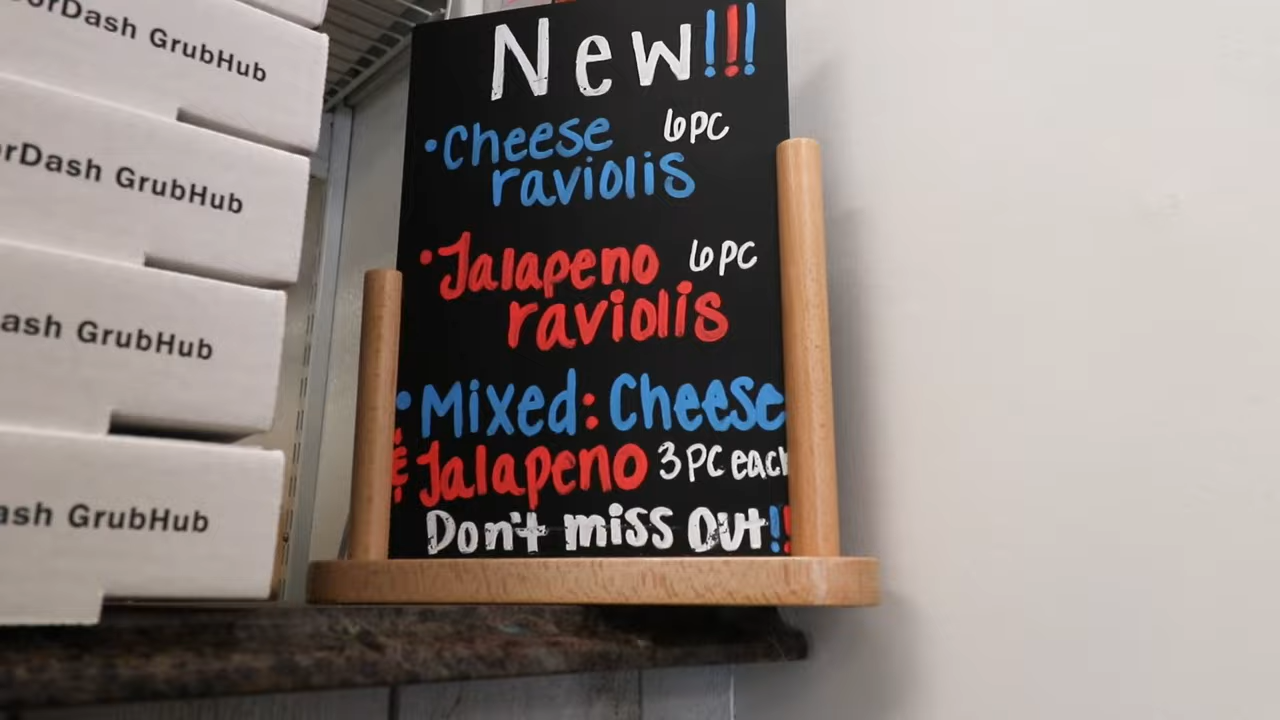 orDash GrubHub
rDash GrubHub
ash GrubHub
ash GrubHub
New!!!
•Cheese 6PC
raviolis
•Jalapeno 6PC
raviolis
•Mixed: Cheese
& Jalapeno 3PC each
Don't miss Out!!